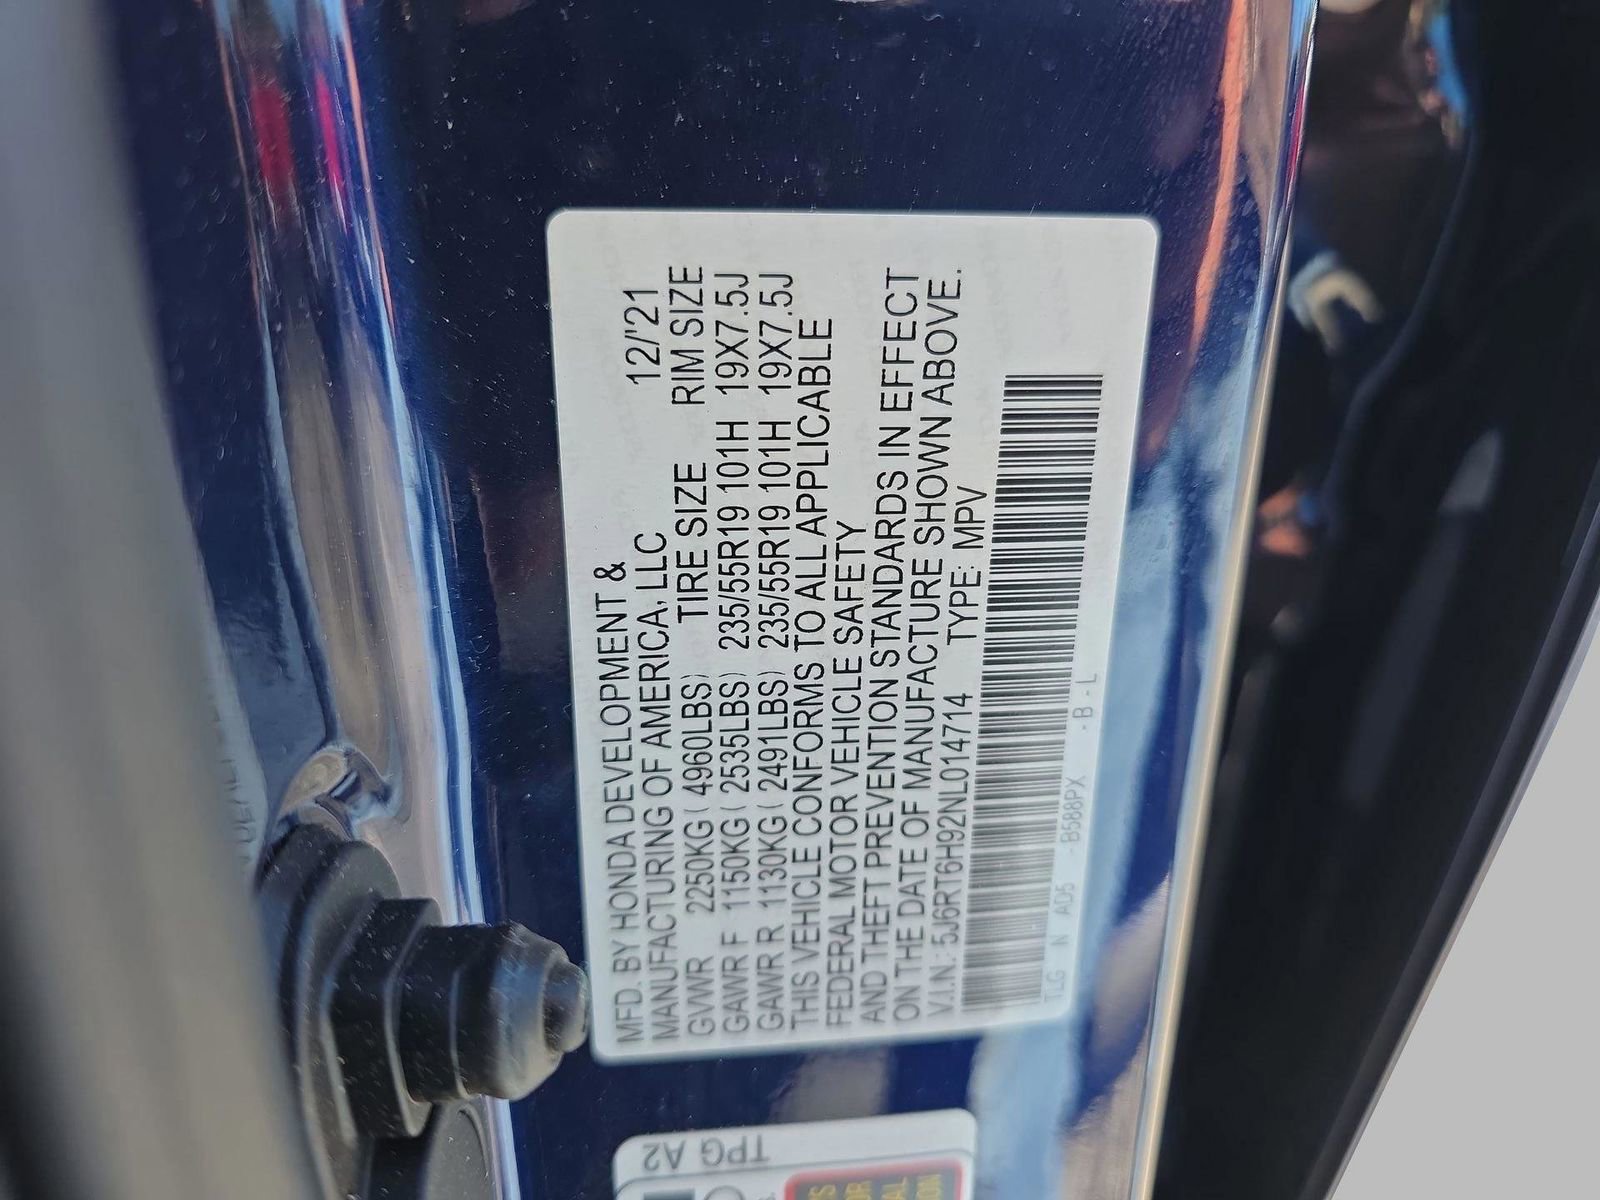 MFD. BY HONDA DEVELOPMENT &
MANUFACTURING OF AMERICA, LLC 12/'21
GVWR 2250KG ( 4960LBS) TIRE SIZE RIM SIZE
GAWR F 1150KG ( 2535LBS) 235/55R19 101H 19X7.5J
GAWR R 1130KG ( 2491LBS) 235/55R19 101H 19X7.5J
THIS VEHICLE CONFORMS TO ALL APPLICABLE
FEDERAL MOTOR VEHICLE SAFETY
AND THEFT PREVENTION STANDARDS IN EFFECT
ON THE DATE OF MANUFACTURE SHOWN ABOVE.
V.I.N.: 5J6RT6H92NL014714 TYPE: MPV
TLG N AD5 - B588PX - B - L
TPG A2